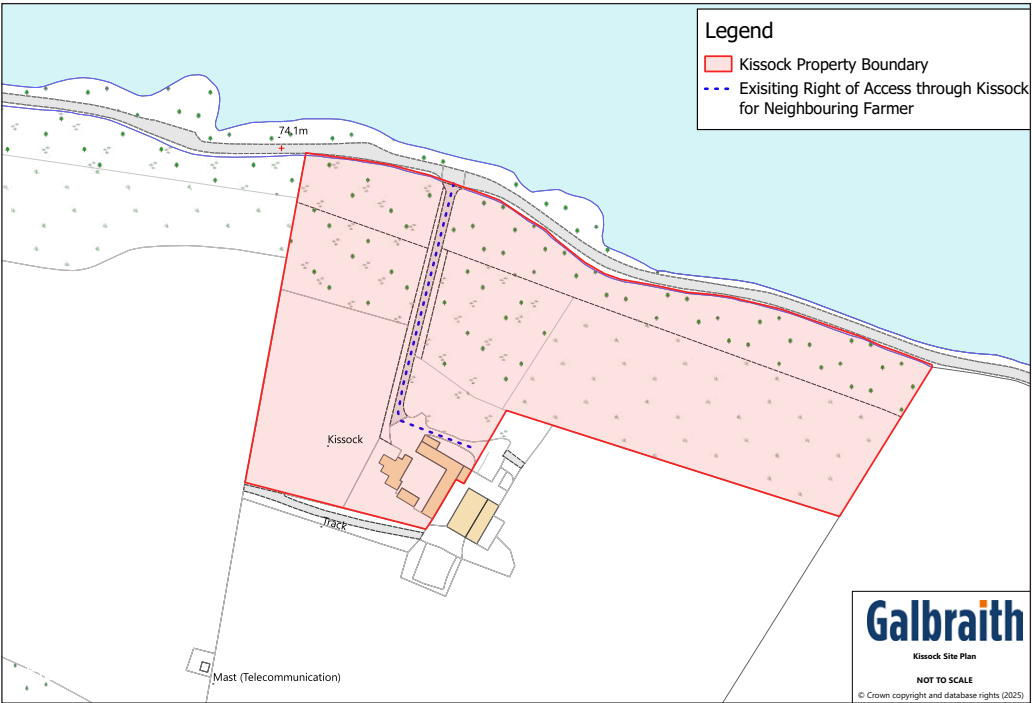 Legend
Kissock Property Boundary
Exisiting Right of Access through Kissock
for Neighbouring Farmer
74.1m
Kissock
Track
Mast (Telecommunication)
Galbraith
Kissock Site Plan
NOT TO SCALE
© Crown copyright and database rights (2025)